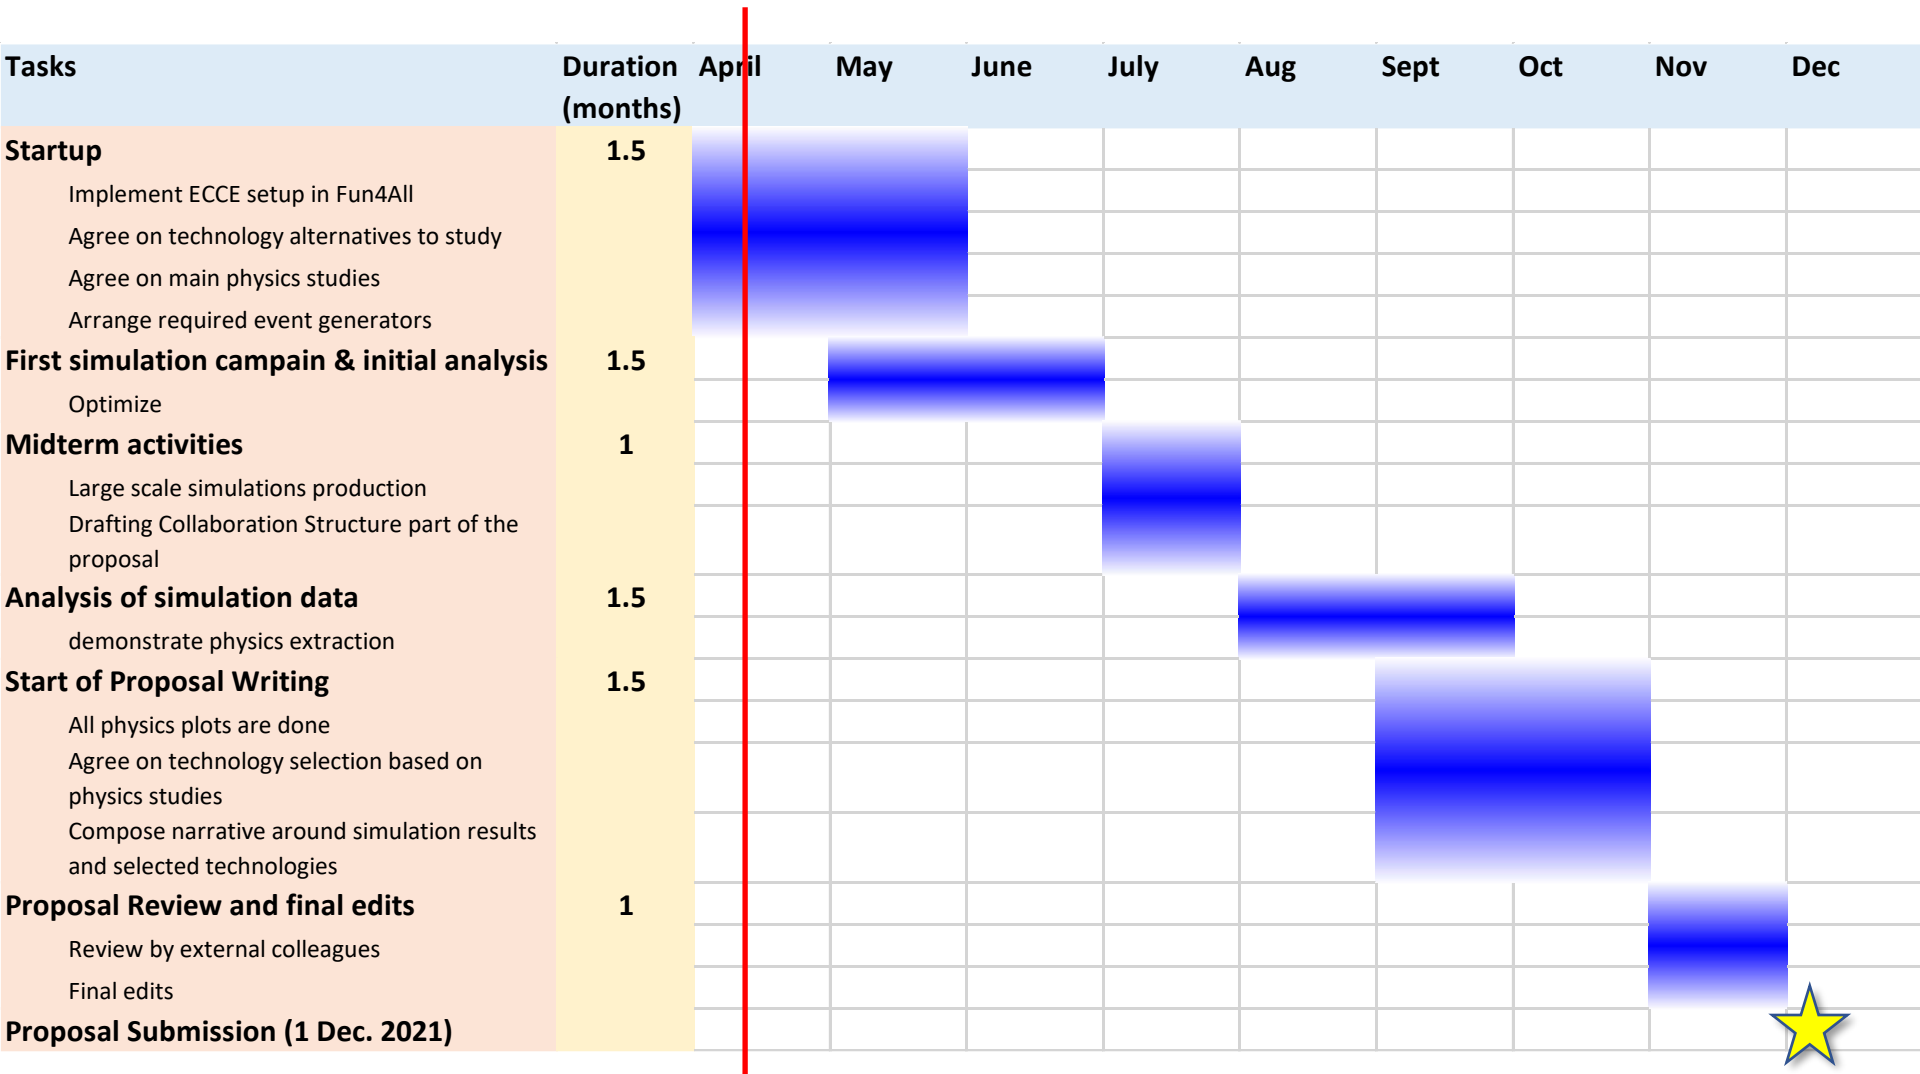 Tasks Duration April May June July Aug Sept Oct Nov Dec
(months)
Startup 1.5
Implement ECCE setup in Fun4All
Agree on technology alternatives to study
Agree on main physics studies
Arrange required event generators
First simulation campain & initial analysis 1.5
Optimize
Midterm activities 1
Large scale simulations production
Drafting Collaboration Structure part of the
proposal
Analysis of simulation data 1.5
demonstrate physics extraction
Start of Proposal Writing 1.5
All physics plots are done
Agree on technology selection based on
physics studies
Compose narrative around simulation results
and selected technologies
Proposal Review and final edits 1
Review by external colleagues
Final edits
Proposal Submission (1 Dec. 2021)